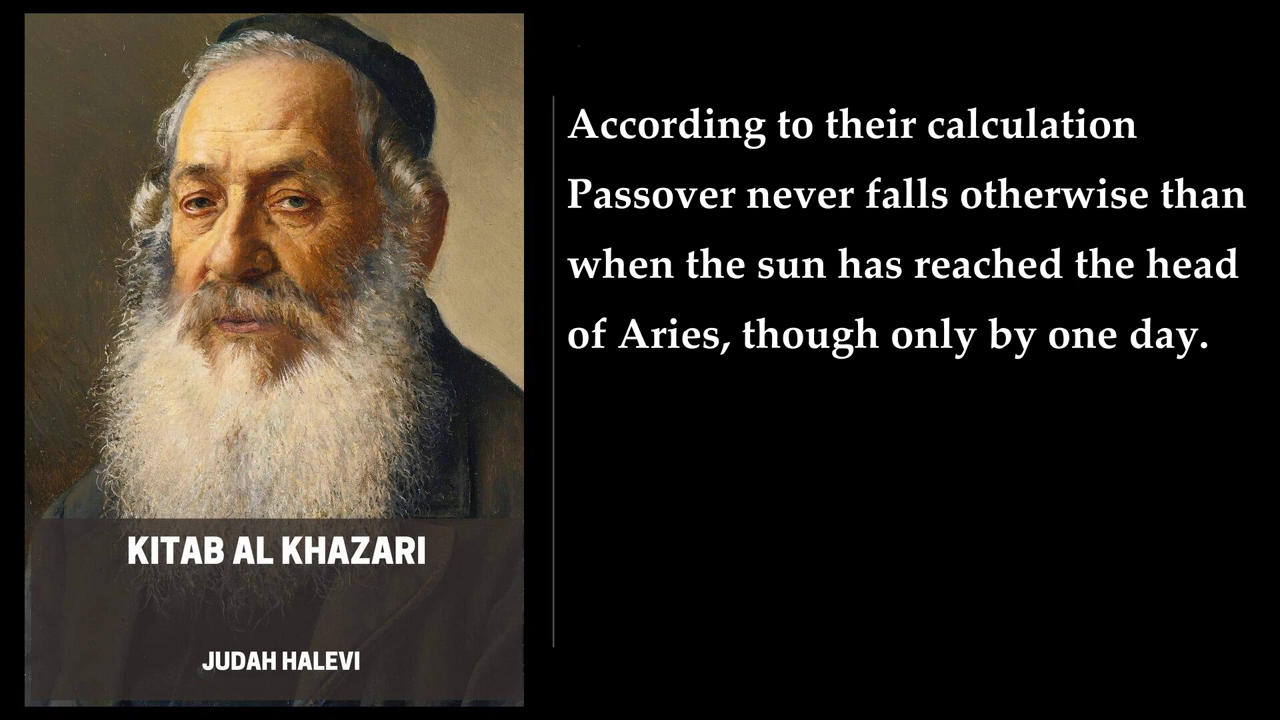 KITAB AL KHAZARI
JUDAH HALEVI
According to their calculation
Passover never falls otherwise than
when the sun has reached the head
of Aries, though only by one day.